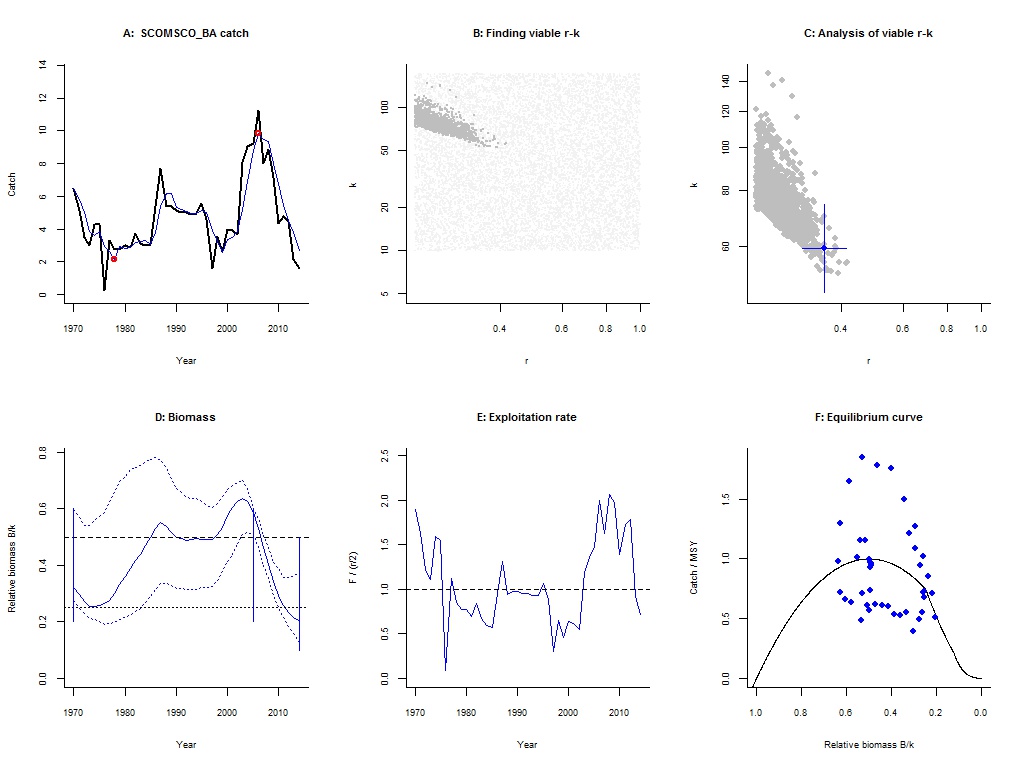 A: SCOMSCO_BA catch
B: Finding viable r-k
C: Analysis of viable r-k
Catch
0 2 4 6 8 10 12 14
1970 1980 1990 2000 2010
Year
k
5 10 20 50 100
0.4 0.6 0.8 1.0
r
k
60 80 100 120 140
0.4 0.6 0.8 1.0
r
D: Biomass
E: Exploitation rate
F: Equilibrium curve
Relative biomass B/k
0.0 0.2 0.4 0.6 0.8
1970 1980 1990 2000 2010
Year
F / (r/2)
0.0 0.5 1.0 1.5 2.0 2.5
1970 1980 1990 2000 2010
Year
Catch / MSY
0.0 0.5 1.0 1.5
1.0 0.8 0.6 0.4 0.2 0.0
Relative biomass B/k